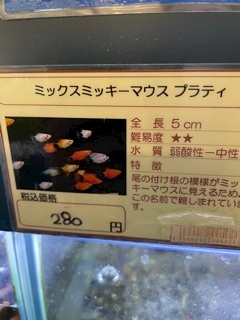 ミックスミッキーマウス プラティ
全 長 5cm
難易度 ★★
水 質 弱酸性―中性
特 徴
尾の付け根の模様がミッ
キーマウスに見えるため、
この名前で親しまれています
税込価格
280 円